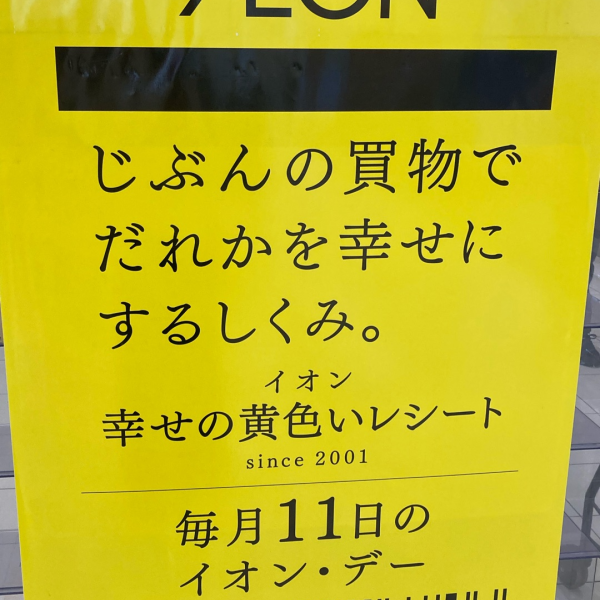 ÆON
じぶんの買物で
だれかを幸せに
するしくみ。
イオン
幸せの黄色いレシート
since 2001
毎月11日の
イオン・デー